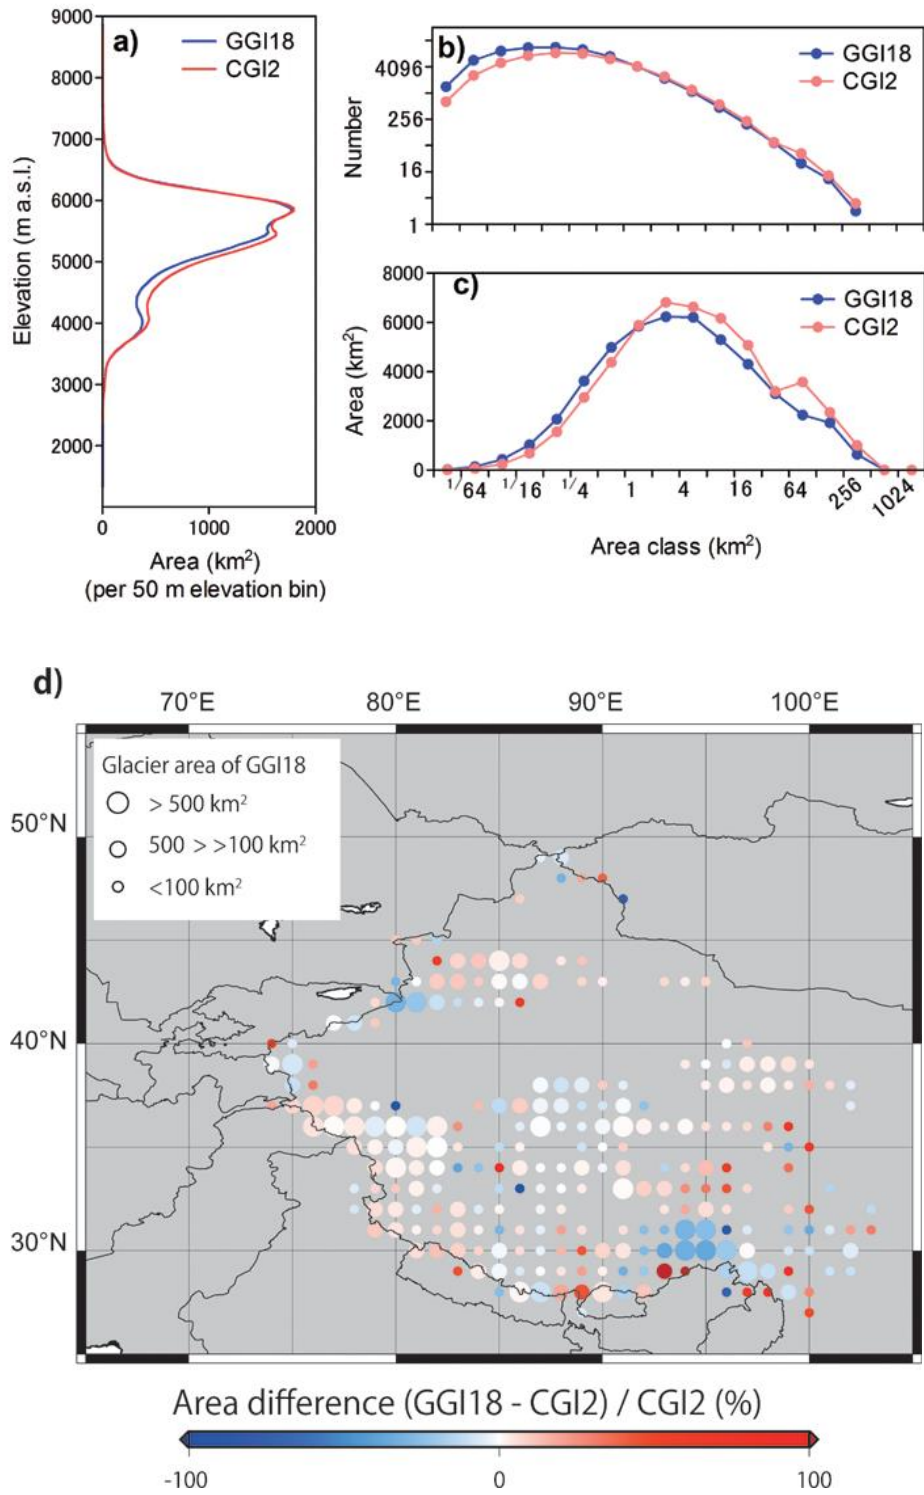 a)
GGI18
CGI2
9000
8000
7000
6000
5000
4000
3000
2000
Elevation (m a.s.l.)
0 1000 2000
Area (km²)
(per 50 m elevation bin)
b)
GGI18
CGI2
4096
256
16
1
Number
c)
GGI18
CGI2
8000
6000
4000
2000
0
Area (km²)
1/64 1/16 1/4 1 4 16 64 256 1024
Area class (km²)
d)
70°E 80°E 90°E 100°E
50°N
40°N
30°N
Glacier area of GGI18
> 500 km²
500 > >100 km²
<100 km²
Area difference (GGI18 - CGI2) / CGI2 (%)
-100 0 100